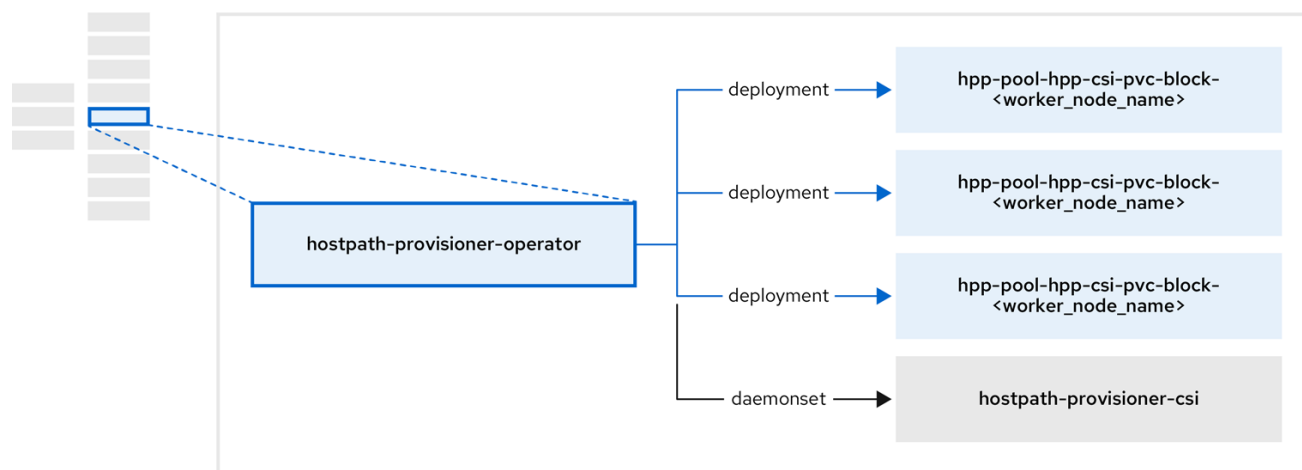 deployment
hpp-pool-hpp-csi-pvc-block-
<worker_node_name>
deployment
hpp-pool-hpp-csi-pvc-block-
<worker_node_name>
hostpath-provisioner-operator
deployment
hpp-pool-hpp-csi-pvc-block-
<worker_node_name>
daemonset
hostpath-provisioner-csi